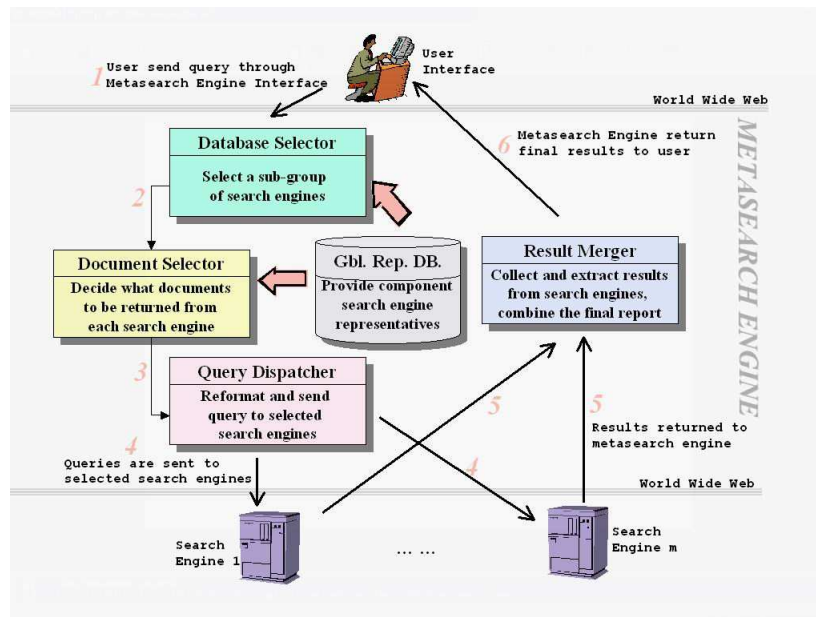 1 User send query through
Metasearch Engine Interface
User
Interface
World Wide Web
Database Selector
Select a sub-group
of search engines
6 Metasearch Engine return
final results to user
METASEARCH ENGINE
2
Document Selector
Decide what documents
to be returned from
each search engine
Gbl. Rep. DB.
Provide component
search engine
representatives
Result Merger
Collect and extract results
from search engines,
combine the final report
3
Query Dispatcher
Reformat and send
query to selected
search engines
4
Queries are sent to
selected search engines
4
5
5
Results returned to
metasearch engine
World Wide Web
Search
Engine 1
... ...
Search
Engine m